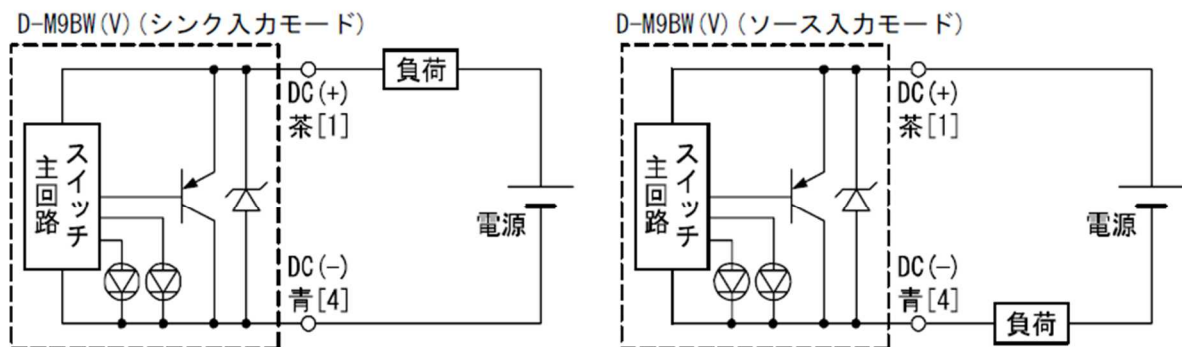 D-M9BW(V)(シンク入力モード)
スイッチ
主回路
DC(+)
茶[1]
負荷
電源
DC(-)
青[4]
D-M9BW(V)(ソース入力モード)
スイッチ
主回路
DC(+)
茶[1]
電源
DC(-)
青[4]
負荷